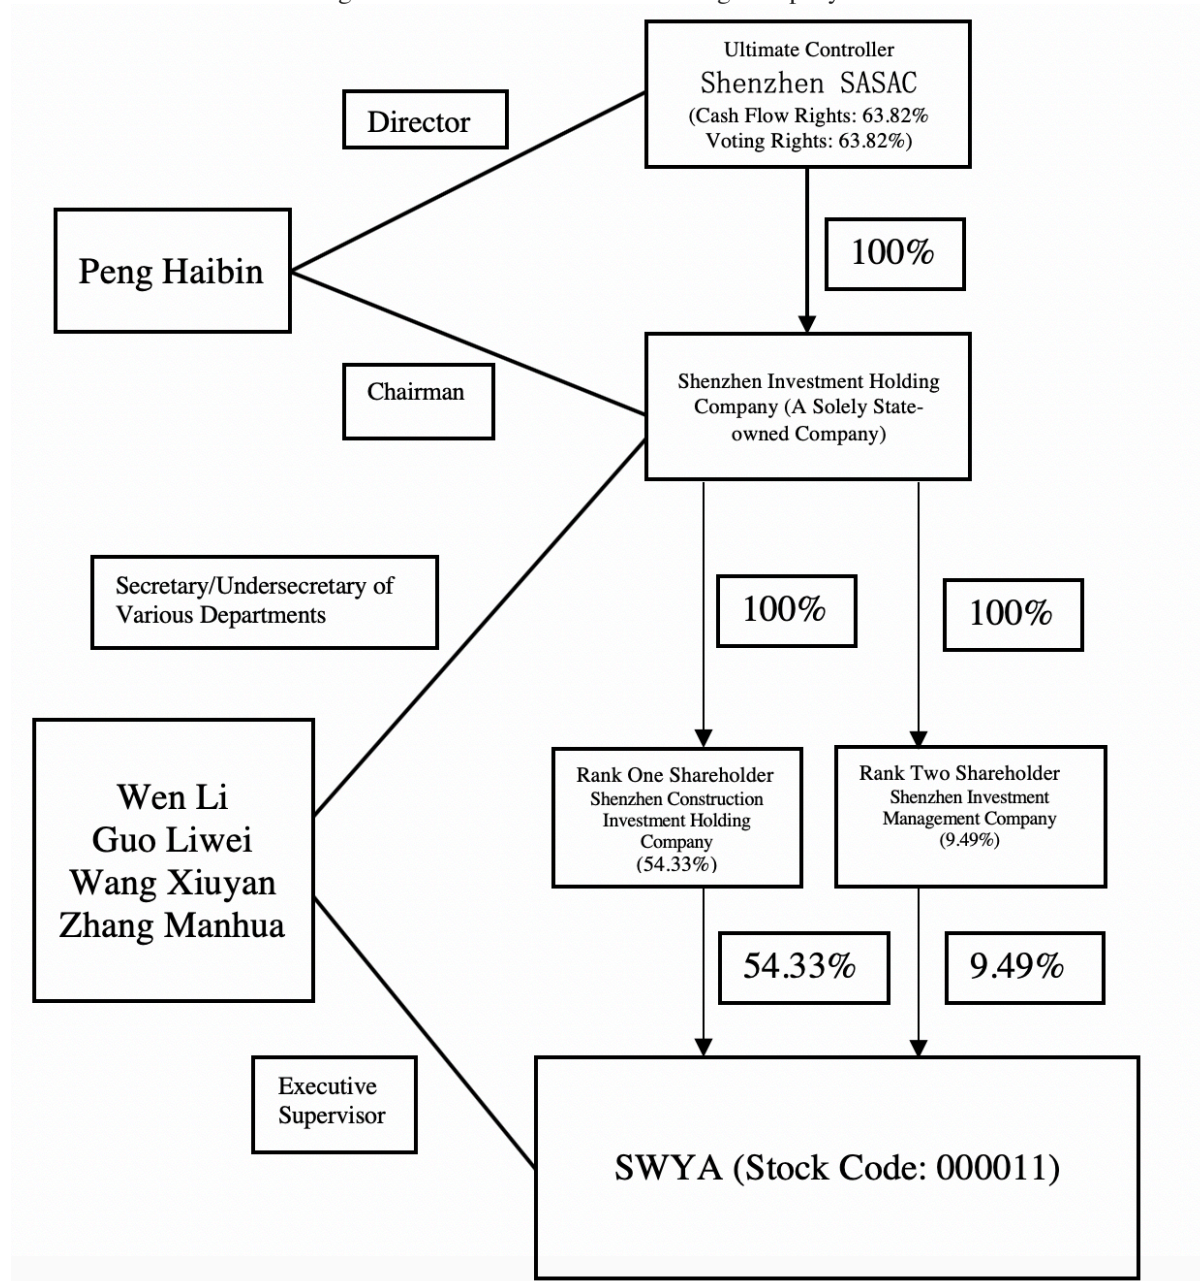 Ultimate Controller
Shenzhen SASAC
(Cash Flow Rights: 63.82%
Voting Rights: 63.82%)
Director
Peng Haibin
100%
Chairman
Shenzhen Investment Holding
Company (A Solely State-
owned Company)
Secretary/Undersecretary of
Various Departments
100%
100%
Wen Li
Guo Liwei
Wang Xiuyan
Zhang Manhua
Rank One Shareholder
Shenzhen Construction
Investment Holding
Company
(54.33%)
Rank Two Shareholder
Shenzhen Investment
Management Company
(9.49%)
54.33%
9.49%
Executive
Supervisor
SWYA (Stock Code: 000011)